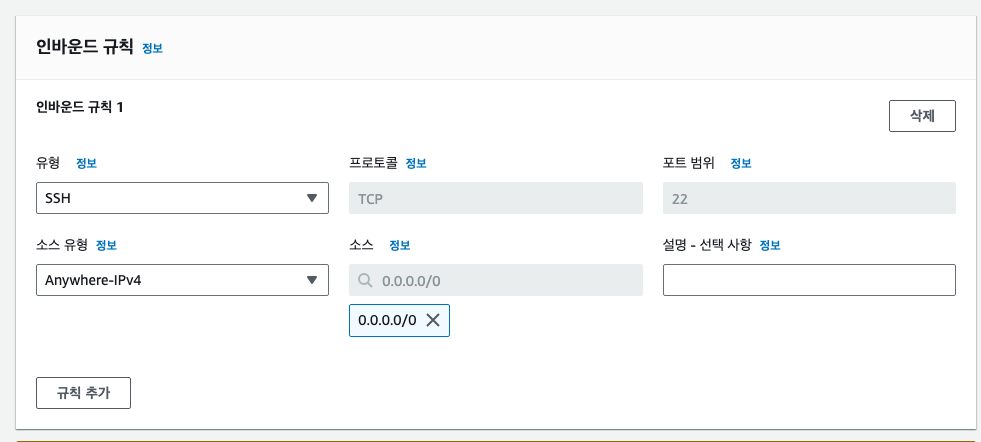 인바운드 규칙 정보
인바운드 규칙 1
삭제
유형 정보 프로토콜 정보 포트 범위 정보
SSH TCP 22
소스 유형 정보 소스 정보 설명 - 선택 사항 정보
Anywhere-IPv4 0.0.0.0/0
0.0.0.0/0
규칙 추가